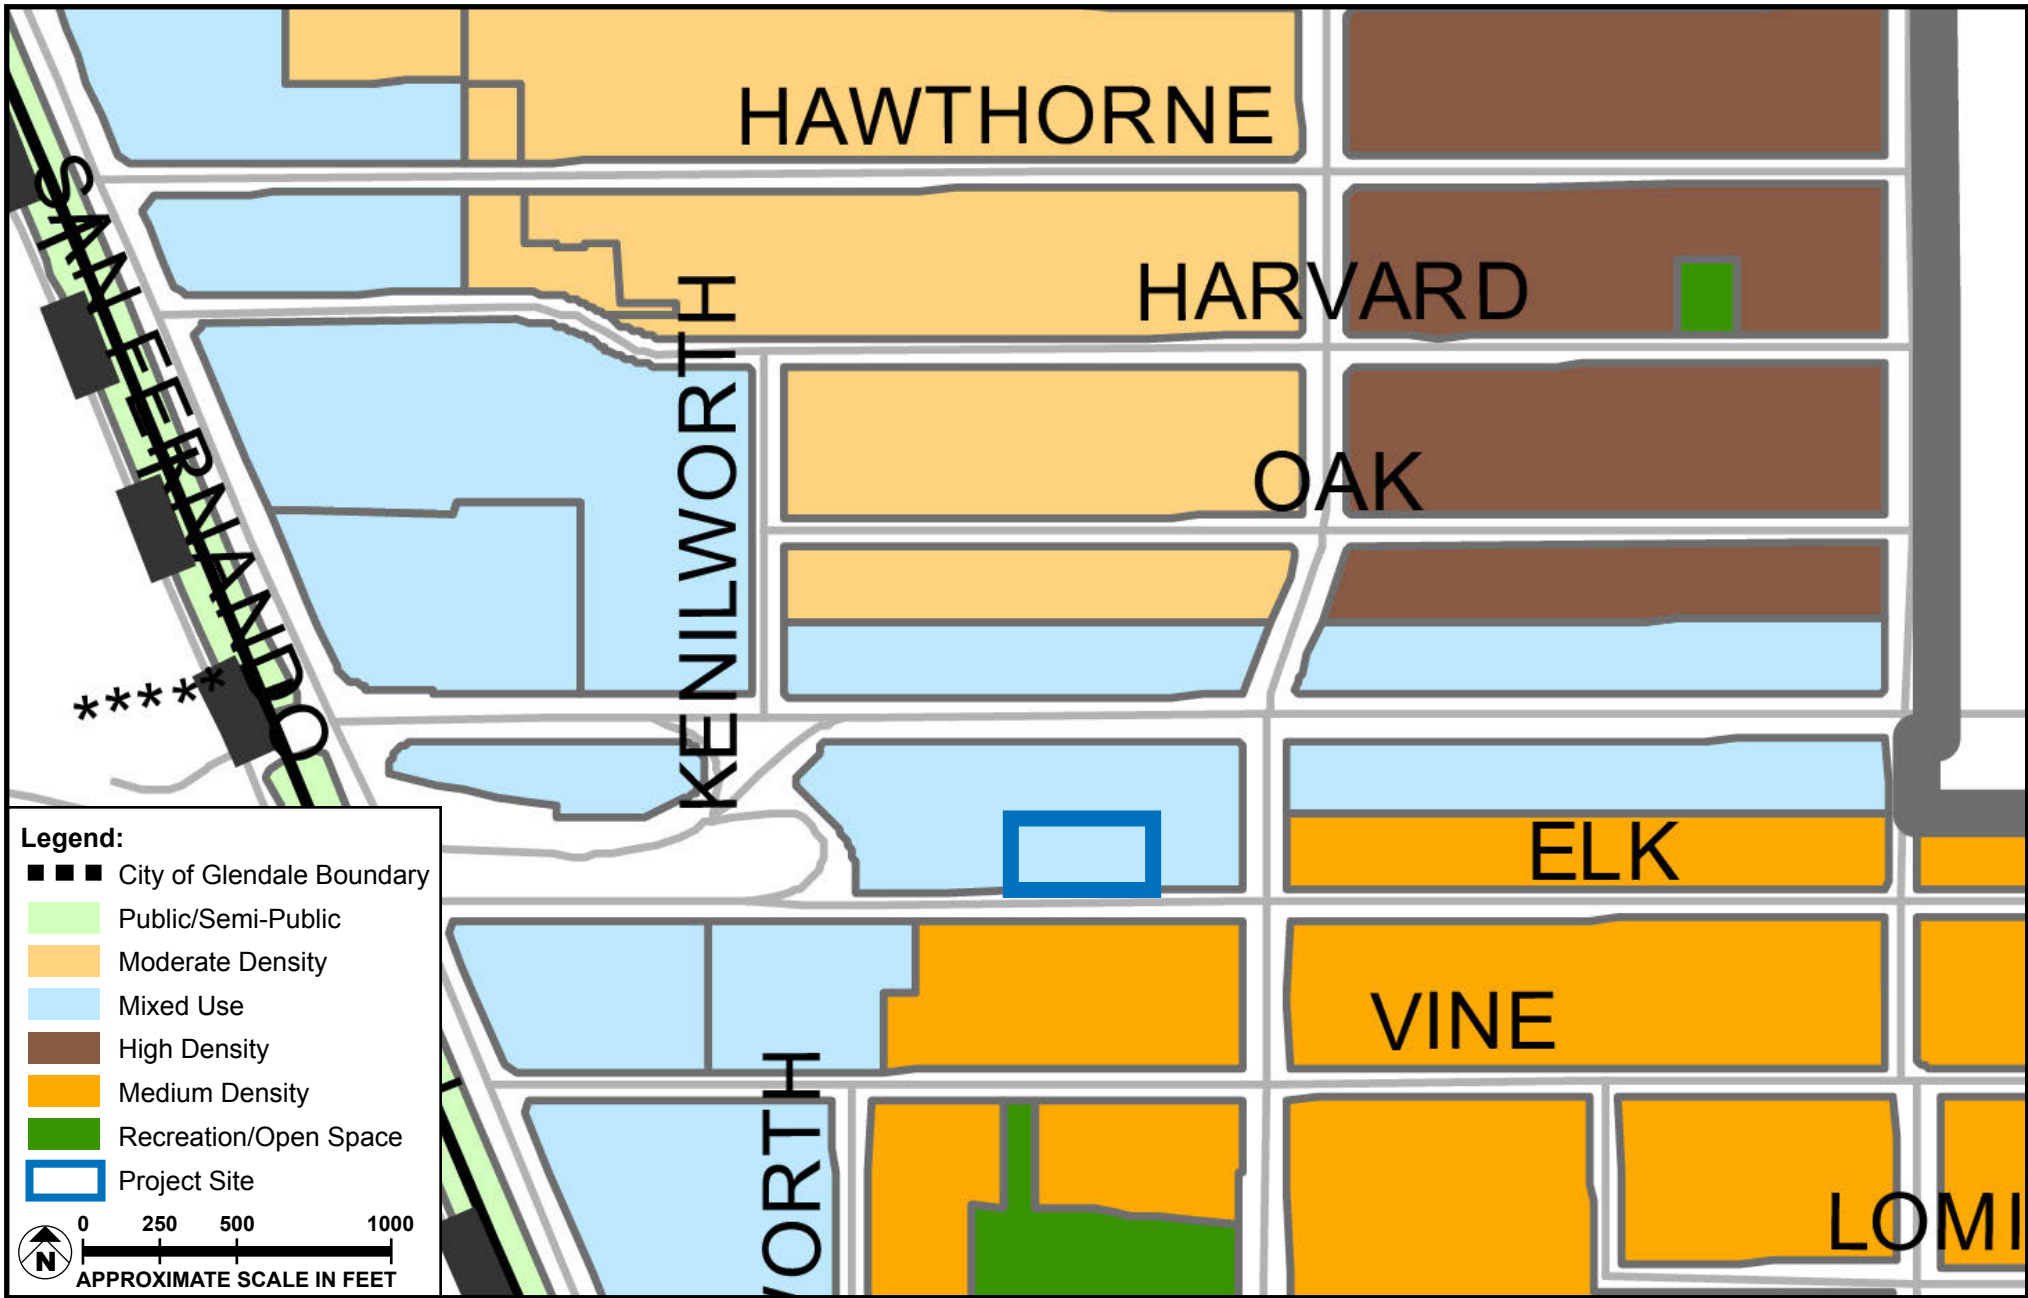 HAWTHORNE
SAN FERNANDO
HARVARD
KENILWORTH
OAK
*****
ELK
VINE
WORTH
LOMI
Legend:
City of Glendale Boundary
Public/Semi-Public
Moderate Density
Mixed Use
High Density
Medium Density
Recreation/Open Space
Project Site
0 250 500 1000
N
APPROXIMATE SCALE IN FEET